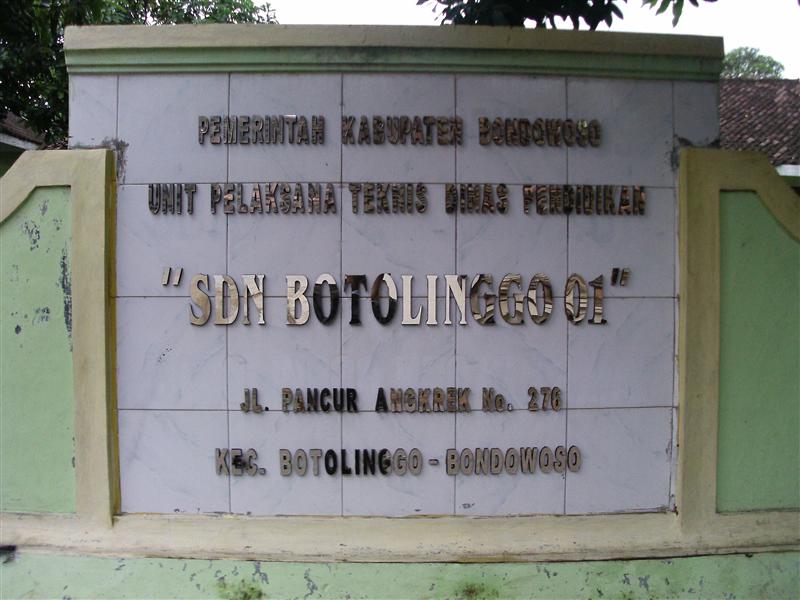 PEMERINTAH KABUPATEN BONDOWOSO
UNIT PELAKSANA TEKNIS DINAS PENDIDIKAN
"SDN BOTOLINGGO 01"
JL. PANCUR ANGKREK No. 276
KEC. BOTOLINGGO - BONDOWOSO